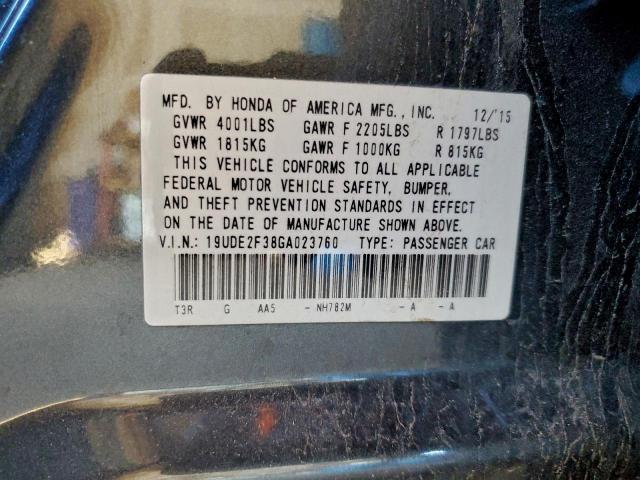 MFD. BY HONDA OF AMERICA MFG., INC. 12/'15
GVWR 4001LBS GAWR F 2205LBS R 1797LBS
GVWR 1815KG GAWR F 1000KG R 815KG
THIS VEHICLE CONFORMS TO ALL APPLICABLE
FEDERAL MOTOR VEHICLE SAFETY, BUMPER,
AND THEFT PREVENTION STANDARDS IN EFFECT
ON THE DATE OF MANUFACTURE SHOWN ABOVE.
V.I.N.: 19UDE2F38GA023760 TYPE: PASSENGER CAR
T3R G AA5 - NH782M - A - A